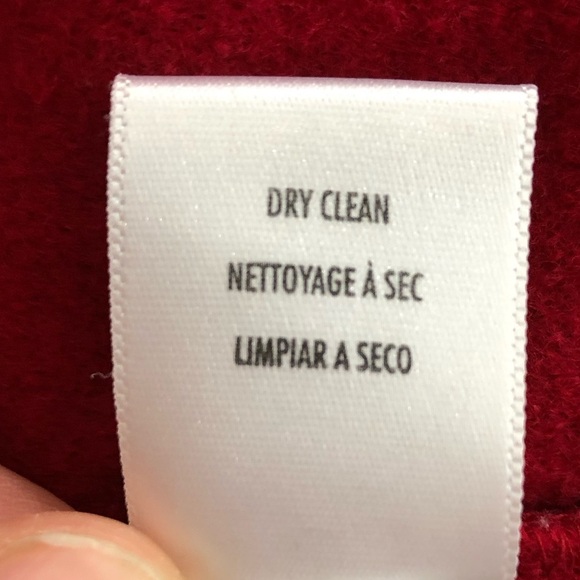 DRY CLEAN
NETTOYAGE À SEC
LIMPIAR A SECO